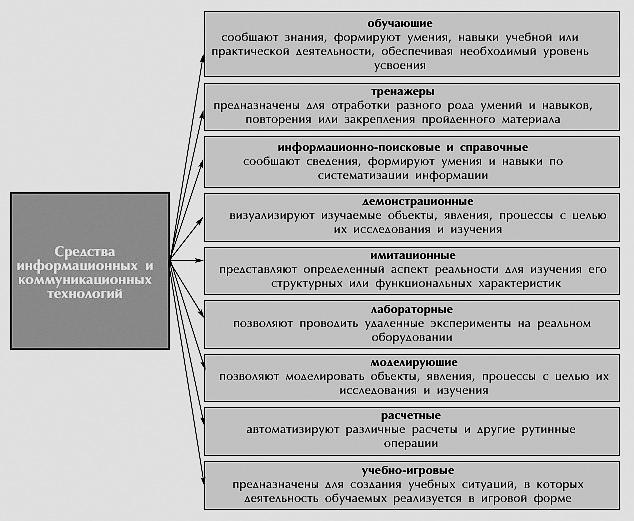 Средства
информационных и
коммуникационных
технологий
обучающие
сообщают знания, формируют умения, навыки учебной или
практической деятельности, обеспечивая необходимый уровень
усвоения
тренажеры
предназначены для отработки разного рода умений и навыков,
повторения или закрепления пройденного материала
информационно-поисковые и справочные
сообщают сведения, формируют умения и навыки по
систематизации информации
демонстрационные
визуализируют изучаемые объекты, явления, процессы с целью
их исследования и изучения
имитационные
представляют определенный аспект реальности для изучения его
структурных или функциональных характеристик
лабораторные
позволяют проводить удаленные эксперименты на реальном
оборудовании
моделирующие
позволяют моделировать объекты, явления, процессы с целью их
исследования и изучения
расчетные
автоматизируют различные расчеты и другие рутинные
операции
учебно-игровые
предназначены для создания учебных ситуаций, в которых
деятельность обучаемых реализуется в игровой форме